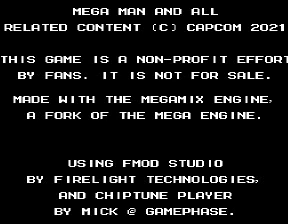 MEGA MAN AND ALL
RELATED CONTENT (C) CAPCOM 2021
THIS GAME IS A NON-PROFIT EFFORT
BY FANS. IT IS NOT FOR SALE.
MADE WITH THE MEGAMIX ENGINE,
A FORK OF THE MEGA ENGINE.
USING FMOD STUDIO
BY FIRELIGHT TECHNOLOGIES,
AND CHIPTUNE PLAYER
BY MICK @ GAMEPHASE.